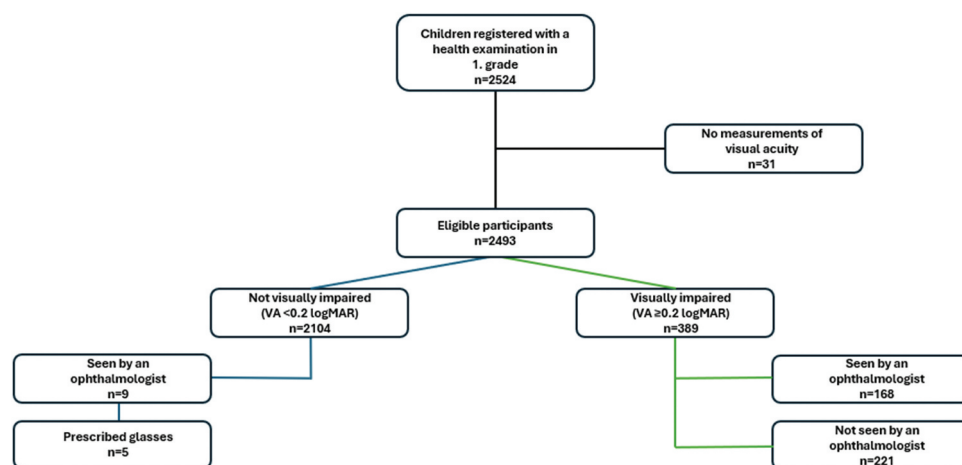 Children registered with a
health examination in
1. grade
n=2524
No measurements of
visual acuity
n=31
Eligible participants
n=2493
Not visually impaired
(VA <0.2 logMAR)
n=2104
Visually impaired
(VA ≥0.2 logMAR)
n=389
Seen by an
ophthalmologist
n=9
Seen by an
ophthalmologist
n=168
Prescribed glasses
n=5
Not seen by an
ophthalmologist
n=221